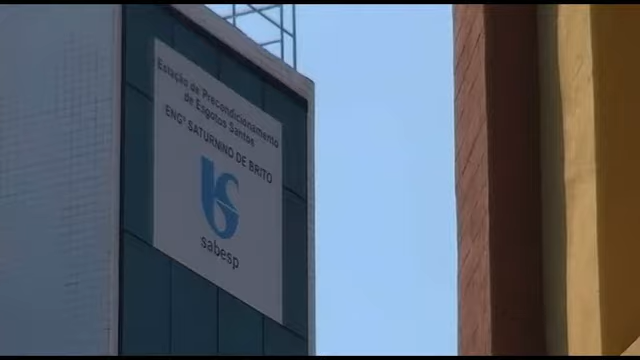 Estação de Precondicionamento
de Esgotos Santos
ENGº SATURNINO DE BRITO
sabesp